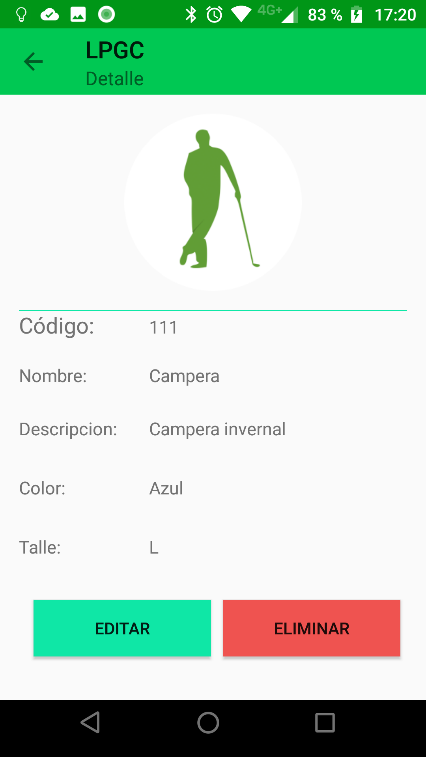 4G+ 83 % 17:20
LPGC
Detalle
Código: 111
Nombre: Campera
Descripcion: Campera invernal
Color: Azul
Talle: L
EDITAR ELIMINAR